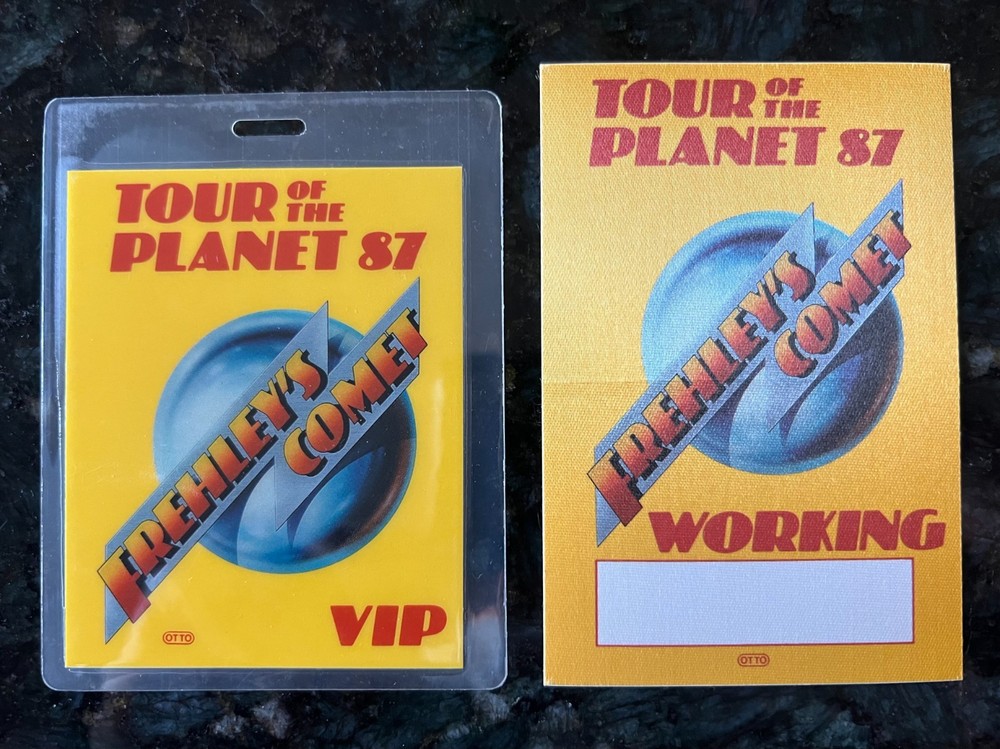 TOUR OF THE
PLANET 87
FREHLEY'S
COMET
VIP
OTTO
TOUR OF THE
PLANET 87
FREHLEY'S
COMET
WORKING
OTTO